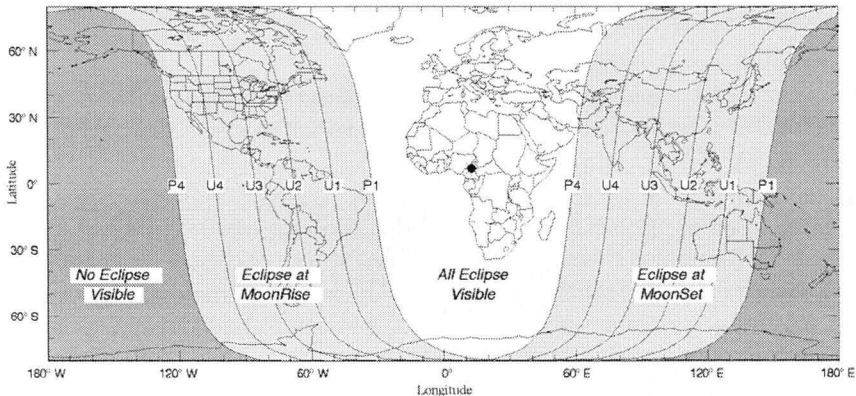 60° N
30° N
0°
30° S
60° S
Latitude
P4 U4 U3 U2 U1 P1 P4 U4 U3 U2 U1 P1
No Eclipse
Visible
Eclipse at
MoonRise
All Eclipse
Visible
Eclipse at
MoonSet
180° W 120° W 60° W 0° 60° E 120° E 180° E
Longitude